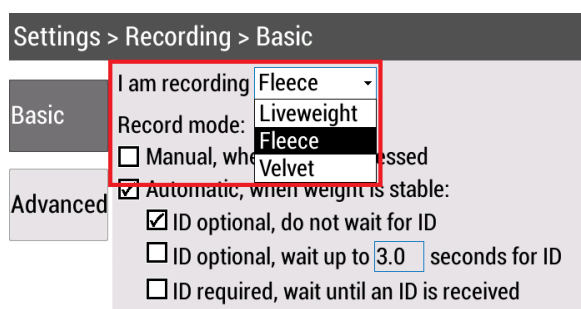 Settings > Recording > Basic
I am recording Fleece
Basic
Record mode:
Liveweight
Fleece
Velvet
Manual, whe essed
Automatic, when weight is stable:
Advanced
ID optional, do not wait for ID
ID optional, wait up to 3.0 seconds for ID
ID required, wait until an ID is received